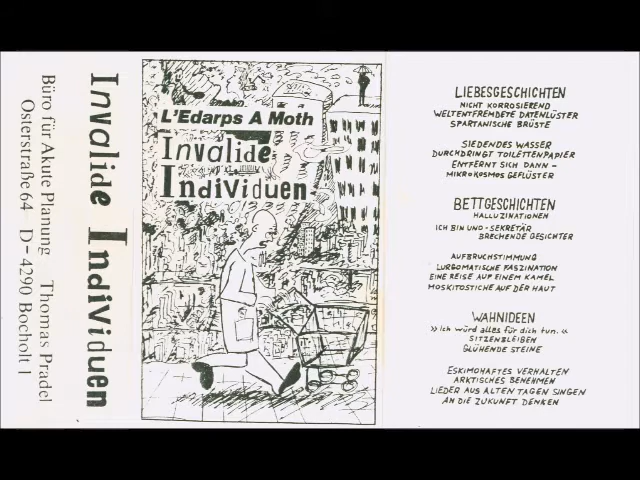 Büro für Akute Planung Thomas Pradel
Osterstraße 64 D-4290 Bocholt 1
Invalide Individuen
L'Edarps A Moth
Invalide
Individuen
LIEBESGESCHICHTEN
NICHT KORROSIEREND
WELTENTFREMDETE DATENLÜSTER
SPARTANISCHE BRÜSTE
SIEDENDES WASSER
DURCHDRINGT TOILETTENPAPIER
ENTFERNT SICH DANN -
MIKROKOSMOS GEFLÜSTER
BETTGESCHICHTEN
HALLUZINATIONEN
ICH BIN UNO-SEKRETÄR
BRECHENDE GESICHTER
AUFBRUCHSTIMMUNG
LURGOMATISCHE FASZINATION
EINE REISE AUF EINEM KAMEL
MOSKITOSTICHE AUF DER HAUT
WAHNIDEEN
»Ich würd alles für dich tun.«
SITZENBLEIBEN
GLÜHENDE STEINE
ESKIMOHAFTES VERHALTEN
ARKTISCHES BENEHMEN
LIEDER AUS ALTEN TAGEN SINGEN
AN DIE ZUKUNFT DENKEN